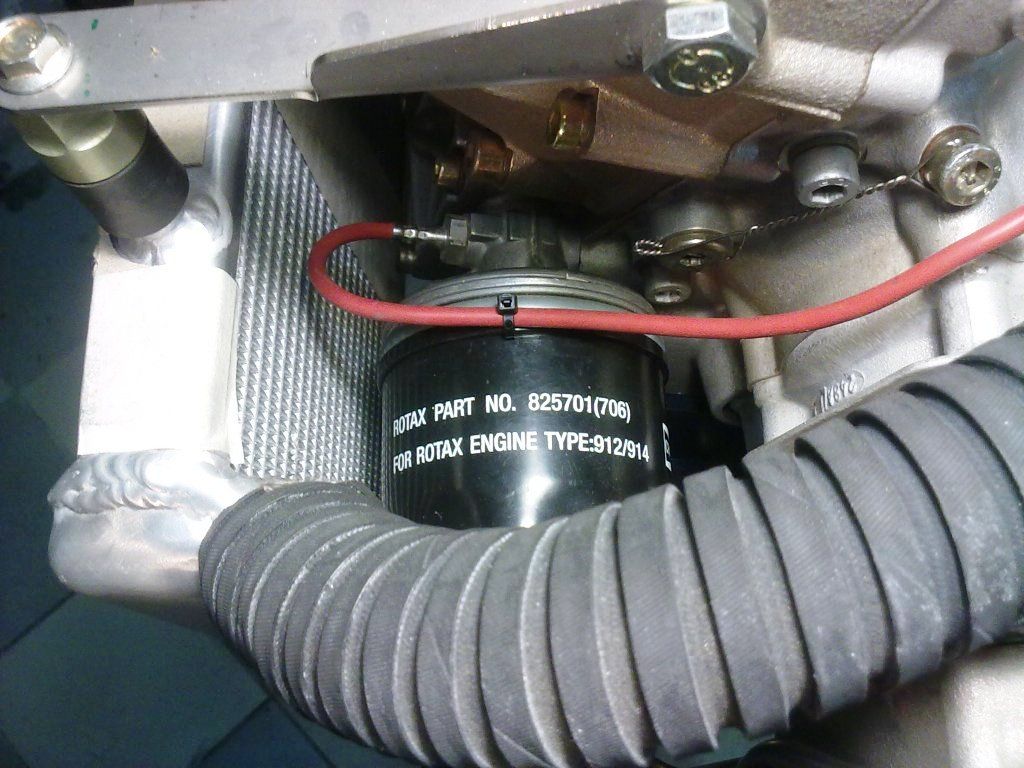 ROTAX PART NO. 825701(706)
FOR ROTAX ENGINE TYPE:912/914